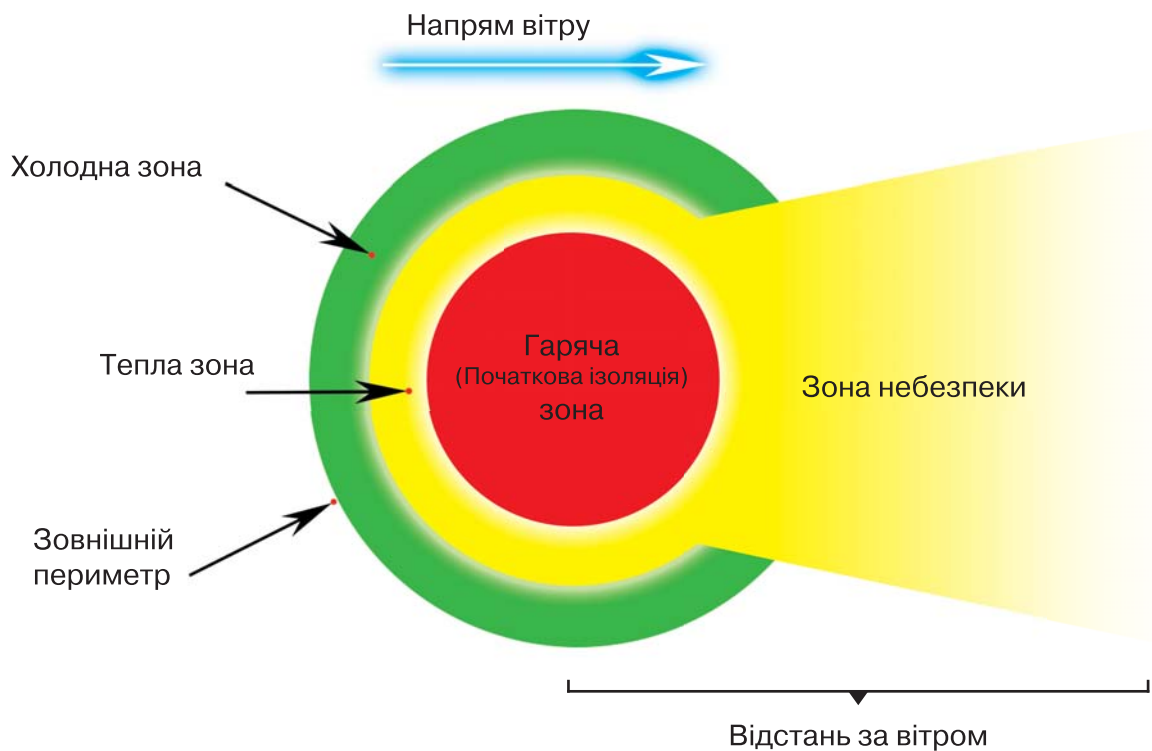 Напрям вітру
Холодна зона
Тепла зона
Гаряча
(Початкова ізоляція)
зона
Зона небезпеки
Зовнішній
периметр
Відстань за вітром